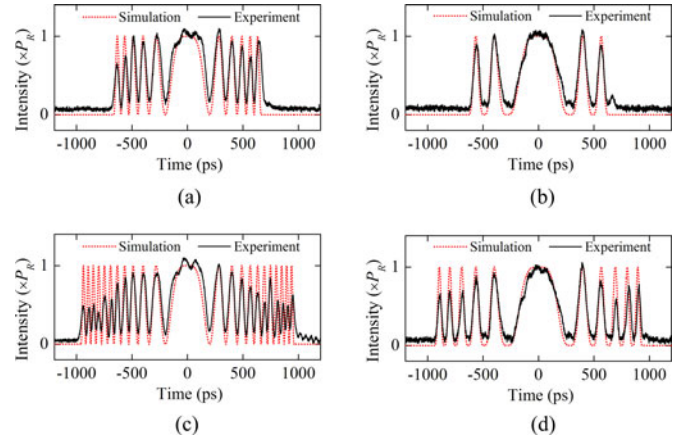 Simulation Experiment Simulation Experiment
Intensity (×P_R) 1 0 Intensity (×P_R) 1 0
-1000 -500 0 500 1000 -1000 -500 0 500 1000
Time (ps) Time (ps)
(a) (b)
Simulation Experiment Simulation Experiment
Intensity (×P_R) 1 0 Intensity (×P_R) 1 0
-1000 -500 0 500 1000 -1000 -500 0 500 1000
Time (ps) Time (ps)
(c) (d)